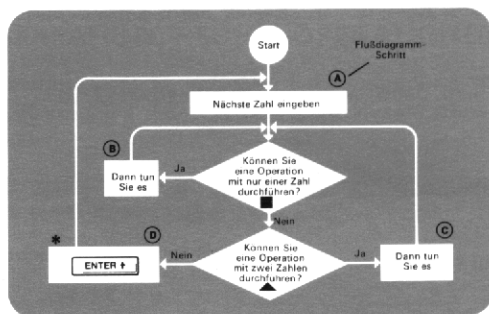 Start
Flußdiagramm-
Schritt
A
Nächste Zahl eingeben
B
Dann tun
Sie es
Ja
Können Sie
eine Operation
mit nur einer Zahl
durchführen?
Nein
C
*
D
ENTER ↑
Nein
Können Sie
eine Operation
mit zwei Zahlen
durchführen?
Ja
Dann tun
Sie es